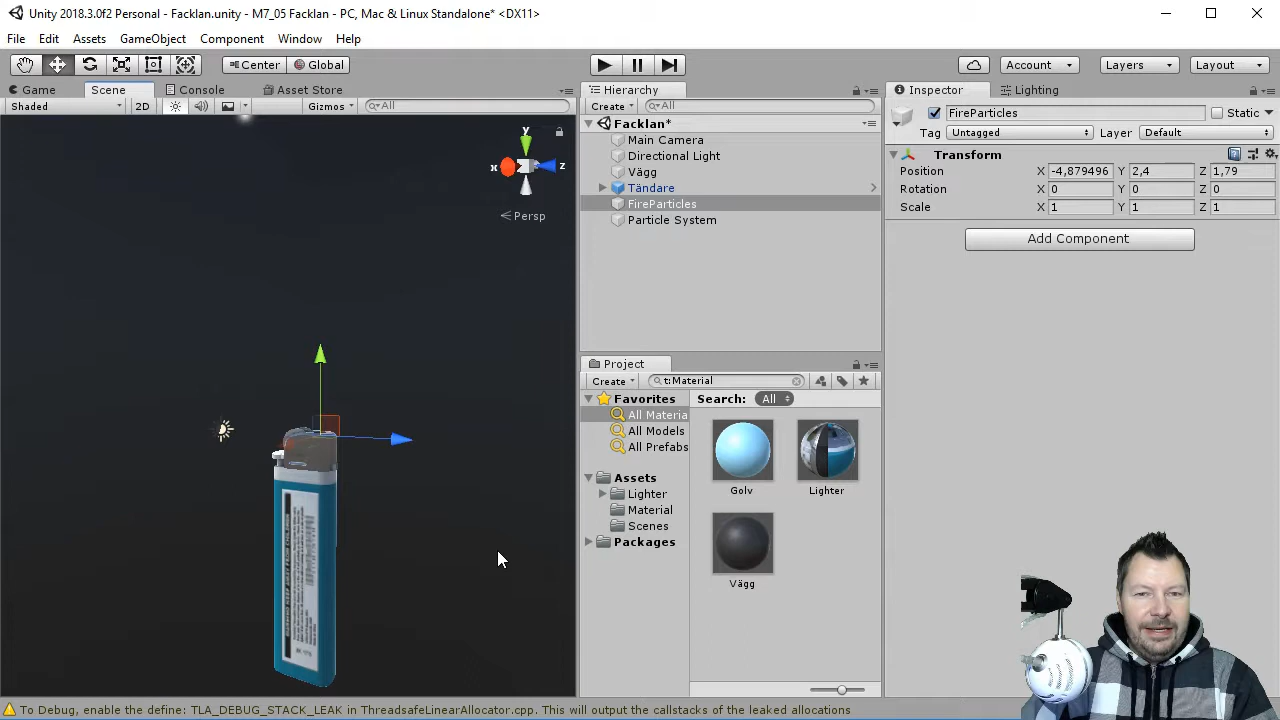 Unity 2018.3.0f2 Personal - Facklan.unity - M7_05 Facklan - PC, Mac & Linux Standalone* <DX11>
File Edit Assets GameObject Component Window Help
Center Global Account Layers Layout
Game Scene Console Asset Store
Shaded 2D Gizmos All
Persp
y
x z
Hierarchy
Create All
Facklan*
Main Camera
Directional Light
Vägg
Tändare
FireParticles
Particle System
Project
Create t:Material
Favorites
All Materia
All Models
All Prefabs
Assets
Lighter
Material
Scenes
Packages
Search: All
Golv Lighter
Vägg
Inspector Lighting
FireParticles Static
Tag Untagged Layer Default
Transform
Position X -4,879496 Y 2,4 Z 1,79
Rotation X 0 Y 0 Z 0
Scale X 1 Y 1 Z 1
Add Component
To Debug, enable the define: TLA_DEBUG_STACK_LEAK in ThreadsafeLinearAllocator.cpp. This will output the callstacks of the leaked allocations